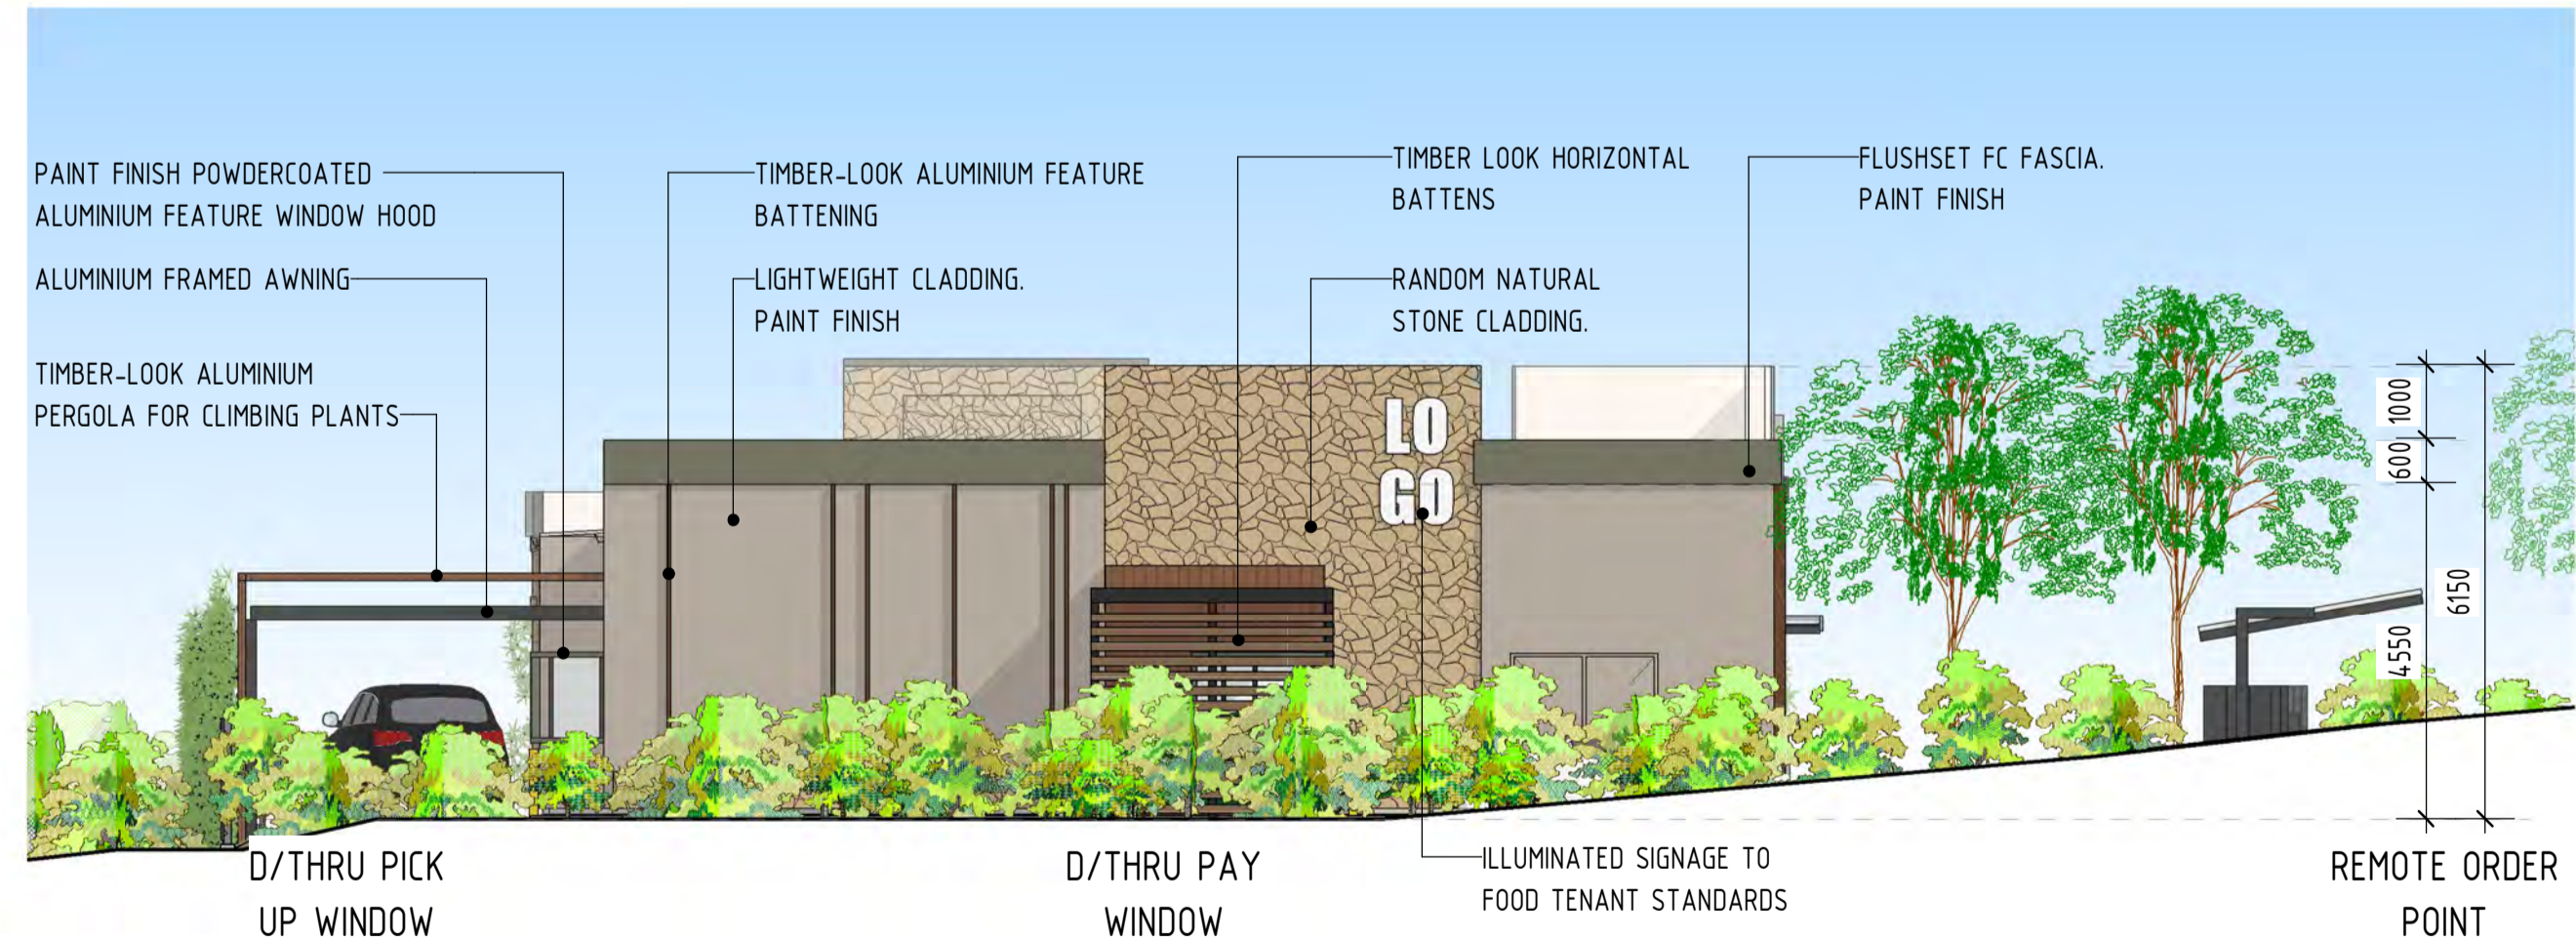 PAINT FINISH POWDERCOATED
ALUMINIUM FEATURE WINDOW HOOD
ALUMINIUM FRAMED AWNING
TIMBER-LOOK ALUMINIUM
PERGOLA FOR CLIMBING PLANTS
TIMBER-LOOK ALUMINIUM FEATURE
BATTENING
LIGHTWEIGHT CLADDING.
PAINT FINISH
TIMBER LOOK HORIZONTAL
BATTENS
RANDOM NATURAL
STONE CLADDING.
FLUSHSET FC FASCIA.
PAINT FINISH
LO
GO
1000
600
4550
6150
D/THRU PICK
UP WINDOW
D/THRU PAY
WINDOW
ILLUMINATED SIGNAGE TO
FOOD TENANT STANDARDS
REMOTE ORDER
POINT